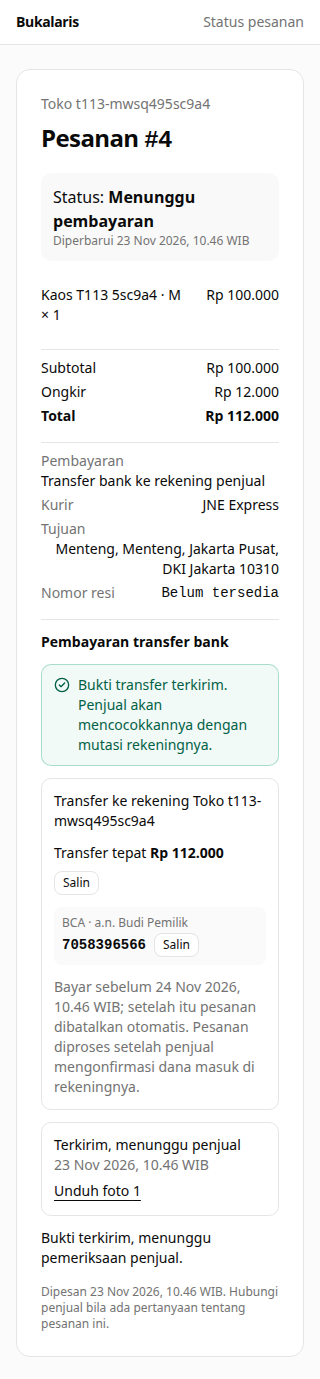 Bukalaris Status pesanan
Toko t113-mwsq495sc9a4
Pesanan #4
Status: Menunggu
pembayaran
Diperbarui 23 Nov 2026, 10.46 WIB
Kaos T113 5sc9a4 · M Rp 100.000
× 1
Subtotal Rp 100.000
Ongkir Rp 12.000
Total Rp 112.000
Pembayaran
Transfer bank ke rekening penjual
Kurir JNE Express
Tujuan
Menteng, Menteng, Jakarta Pusat,
DKI Jakarta 10310
Nomor resi Belum tersedia
Pembayaran transfer bank
Bukti transfer terkirim.
Penjual akan
mencocokkannya dengan
mutasi rekeningnya.
Transfer ke rekening Toko t113-
mwsq495sc9a4
Transfer tepat Rp 112.000
Salin
BCA · a.n. Budi Pemilik
7058396566 Salin
Bayar sebelum 24 Nov 2026,
10.46 WIB; setelah itu pesanan
dibatalkan otomatis. Pesanan
diproses setelah penjual
mengonfirmasi dana masuk di
rekeningnya.
Terkirim, menunggu penjual
23 Nov 2026, 10.46 WIB
Unduh foto 1
Bukti terkirim, menunggu
pemeriksaan penjual.
Dipesan 23 Nov 2026, 10.46 WIB. Hubungi
penjual bila ada pertanyaan tentang
pesanan ini.